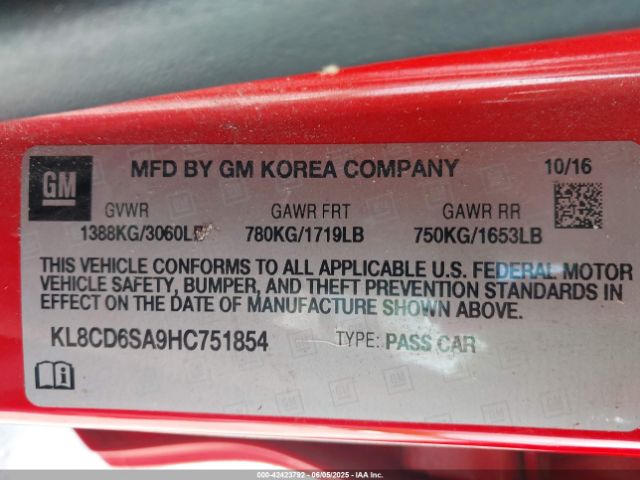 GM
MFD BY GM KOREA COMPANY
10/16
GVWR GAWR FRT GAWR RR
1388KG/3060LB 780KG/1719LB 750KG/1653LB
THIS VEHICLE CONFORMS TO ALL APPLICABLE U.S. FEDERAL MOTOR
VEHICLE SAFETY, BUMPER, AND THEFT PREVENTION STANDARDS IN
EFFECT ON THE DATE OF MANUFACTURE SHOWN ABOVE.
KL8CD6SA9HC751854 TYPE: PASS CAR
000-42423792 - 06/05/2025 - IAAI.COM